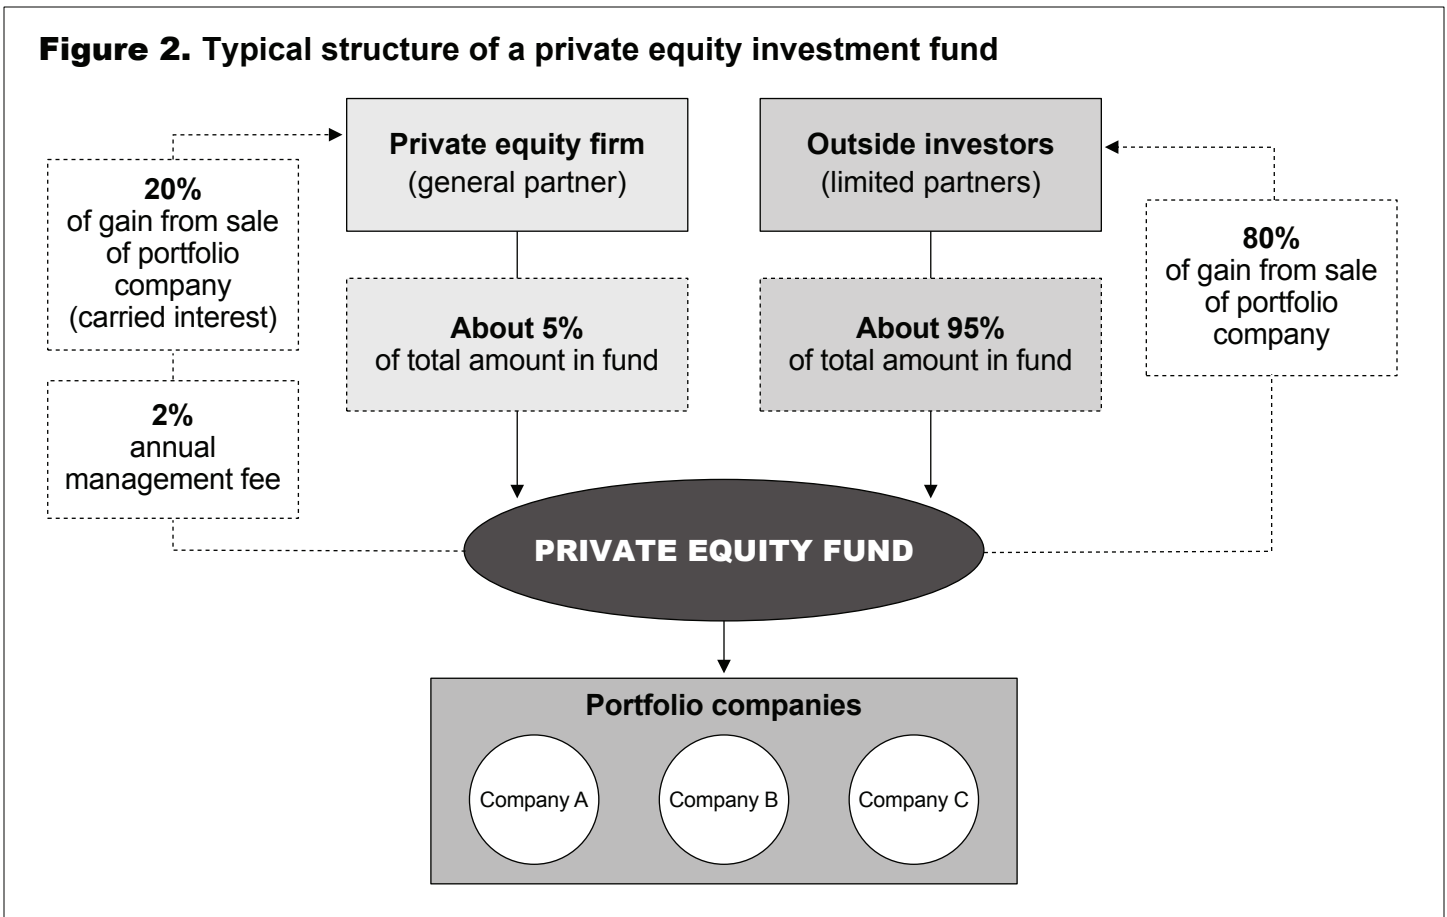 Figure 2. Typical structure of a private equity investment fund
Private equity firm
(general partner)
Outside investors
(limited partners)
20%
of gain from sale
of portfolio
company
(carried interest)
80%
of gain from sale
of portfolio
company
About 5%
of total amount in fund
About 95%
of total amount in fund
2%
annual
management fee
PRIVATE EQUITY FUND
Portfolio companies
Company A
Company B
Company C